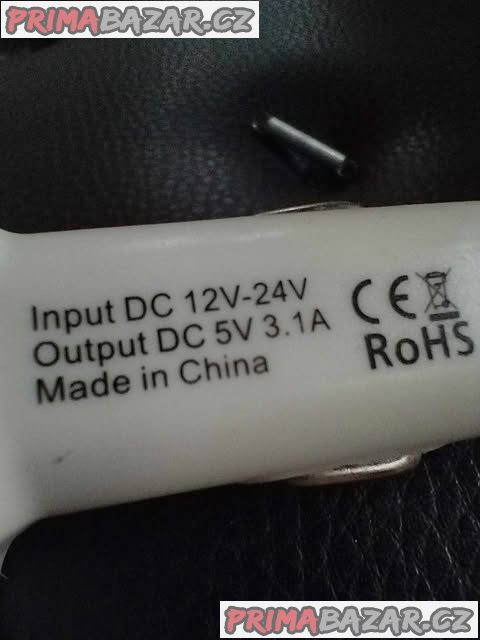 PRIMABAZAR.CZ
Input DC 12V-24V
Output DC 5V 3.1A
Made in China
CE
RoHS
PRIMABAZAR.CZ